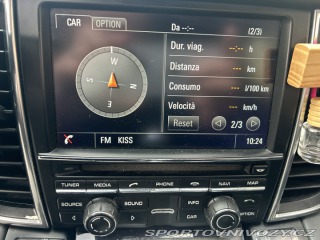 CAR OPTION Da --:-- (2/3)
Dur. viag. --:-- h
Distanza --- km
Consumo --- l/100 km
Velocità --- km/h
Reset 2/3
W
S N
E
FM KISS 10:24
TUNER MEDIA PHONE NAVI MAP
SOURCE SOUND INFO OPTION
CAR
SPORTOVNIVOZY.CZ